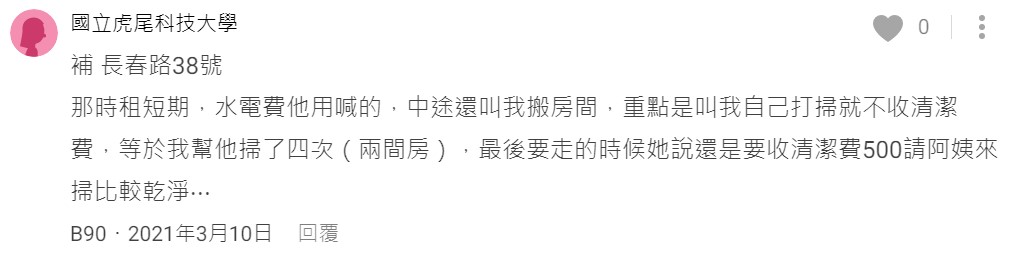 國立虎尾科技大學
0
補 長春路38號
那時租短期，水電費他用喊的，中途還叫我搬房間，重點是叫我自己打掃就不收清潔
費，等於我幫他掃了四次（兩間房），最後要走的時候她說還是要收清潔費500請阿姨來
掃比較乾淨⋯
B90．2021年3月10日 回覆